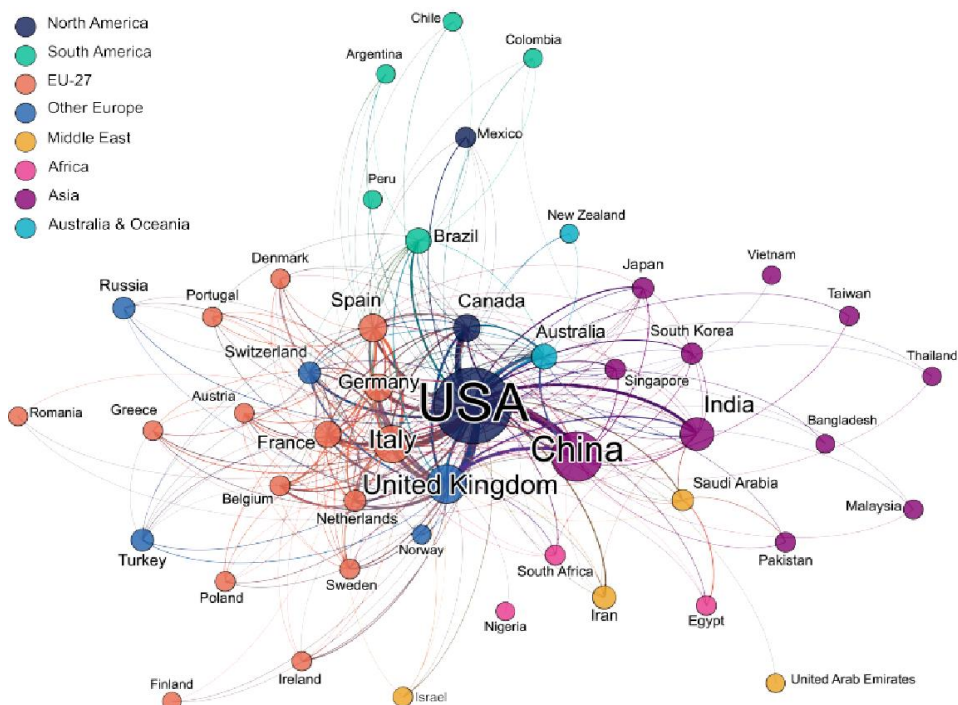 North America
South America
EU-27
Other Europe
Middle East
Africa
Asia
Australia & Oceania
Chile
Colombia
Argentina
Mexico
Peru
New Zealand
Brazil
Denmark
Vietnam
Japan
Russia
Portugal
Spain
Canada
Taiwan
Australia
South Korea
Switzerland
Thailand
Germany
Singapore
USA
Austria
India
Romania
Greece
Bangladesh
France
Italy
China
United Kingdom
Saudi Arabia
Belgium
Netherlands
Malaysia
Norway
Turkey
Pakistan
South Africa
Sweden
Poland
Iran
Egypt
Nigeria
Ireland
United Arab Emirates
Finland
Israel